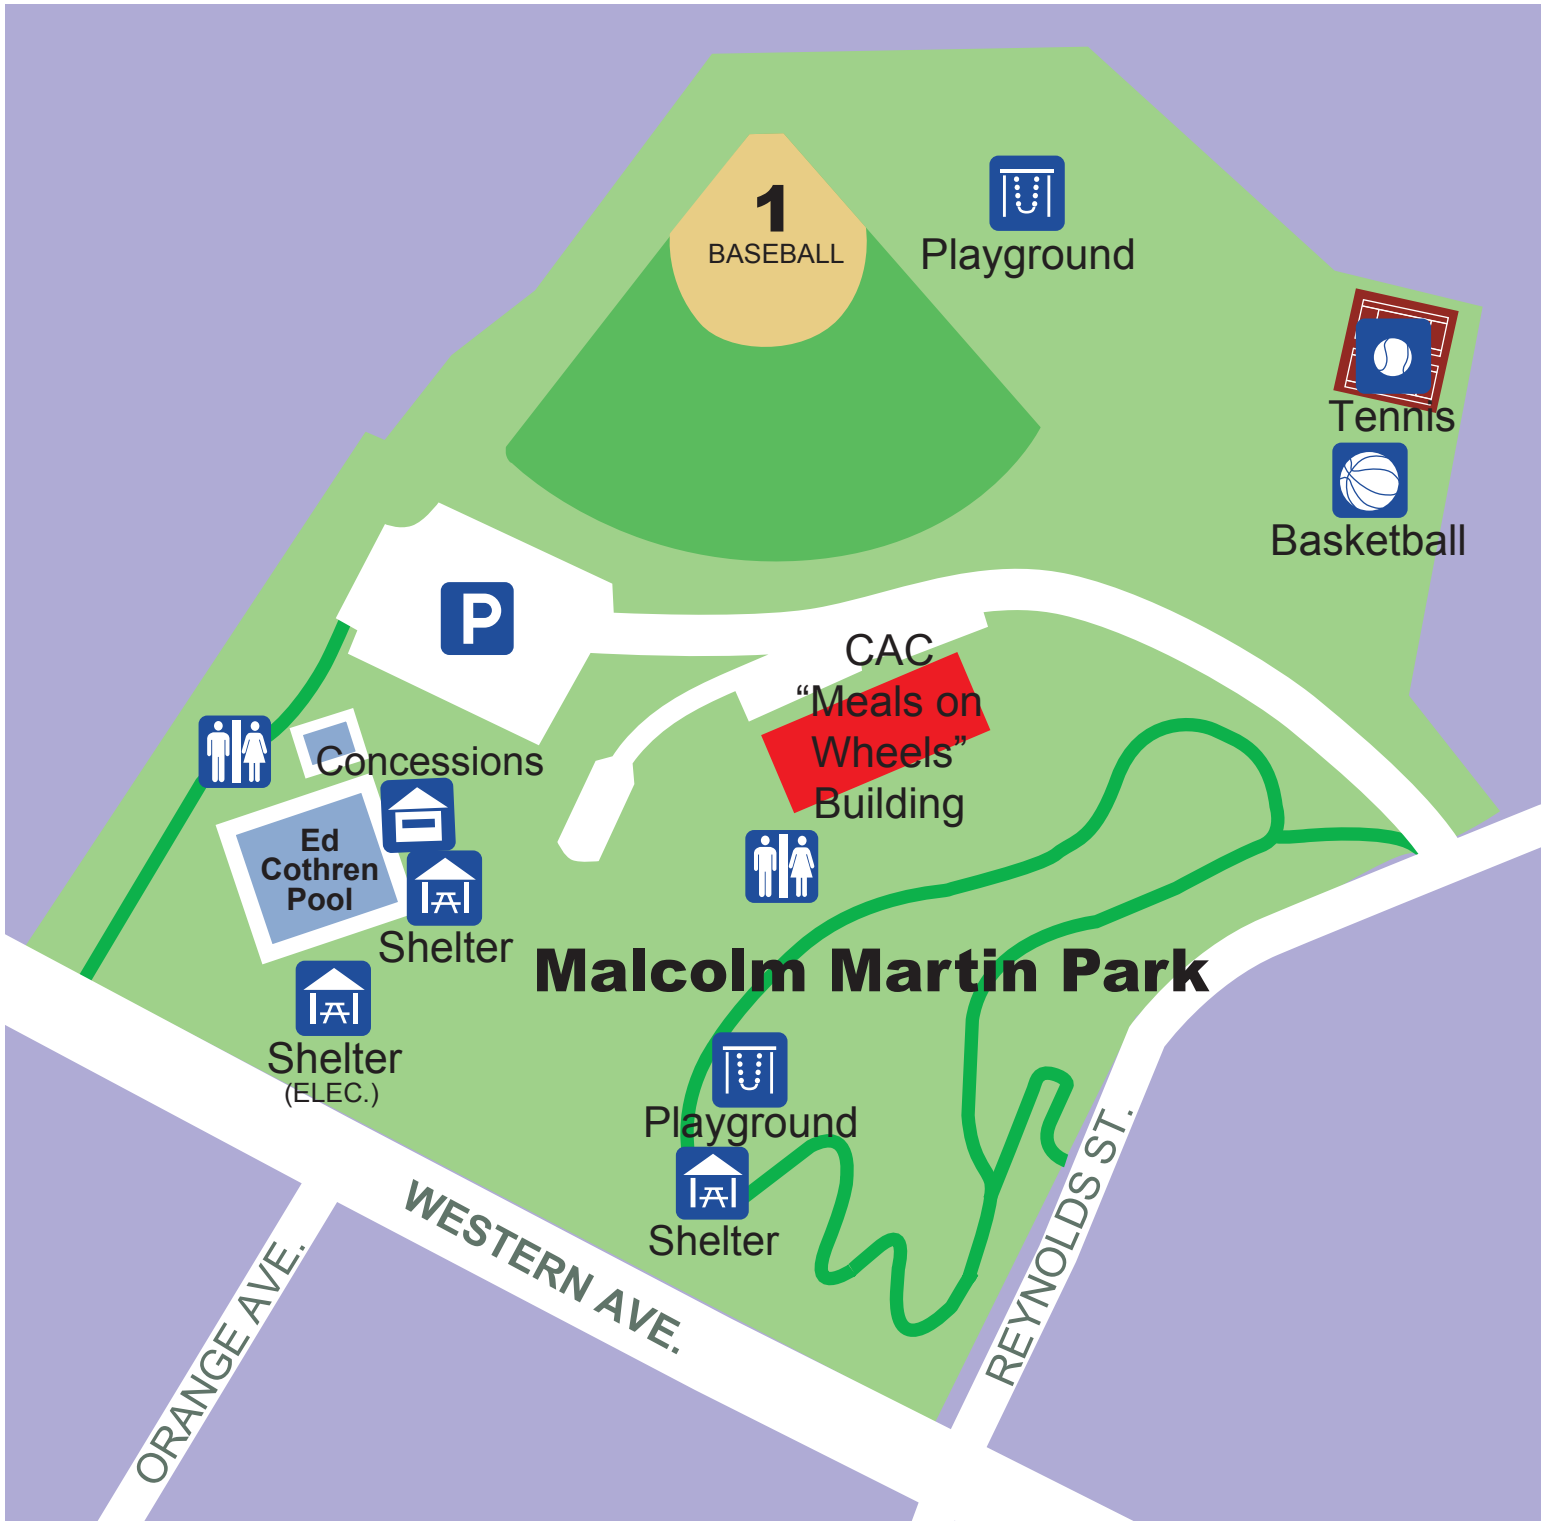 1
BASEBALL
Playground
Tennis
Basketball
P
CAC
“Meals on
Wheels”
Building
Concessions
Ed
Cothren
Pool
Shelter
Malcolm Martin Park
Shelter
(ELEC.)
Playground
Shelter
WESTERN AVE.
ORANGE AVE.
REYNOLDS ST.